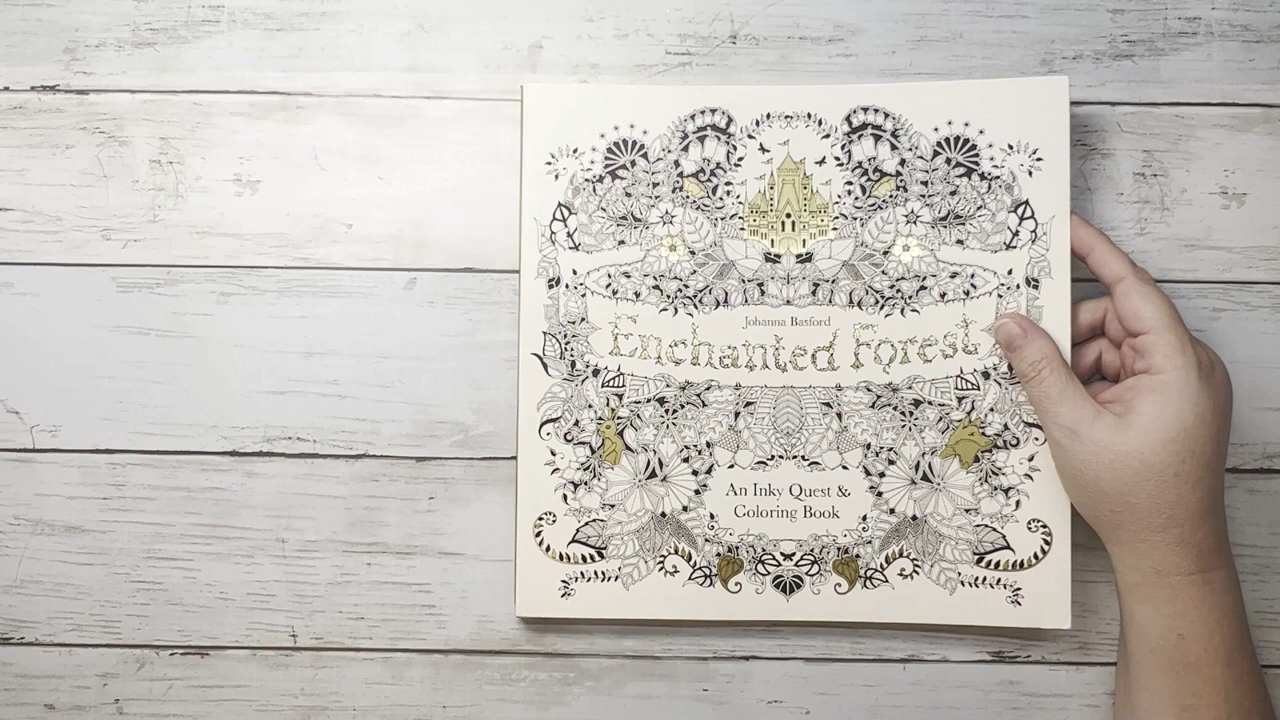 Johanna Basford
Enchanted Forest
An Inky Quest &
Coloring Book